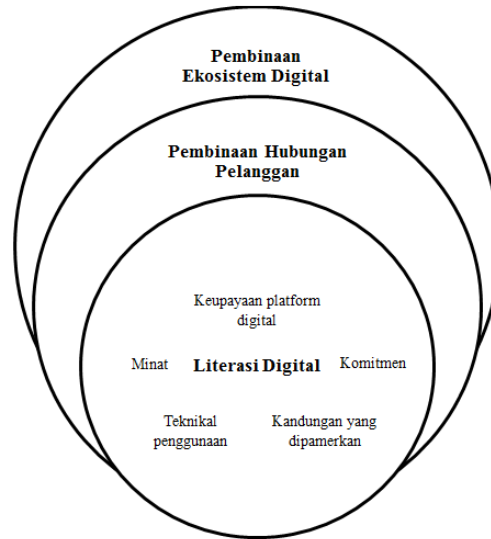 Pembinaan
Ekosistem Digital
Pembinaan Hubungan
Pelanggan
Keupayaan platform
digital
Minat
Literasi Digital
Komitmen
Teknikal
penggunaan
Kandungan yang
dipamerkan